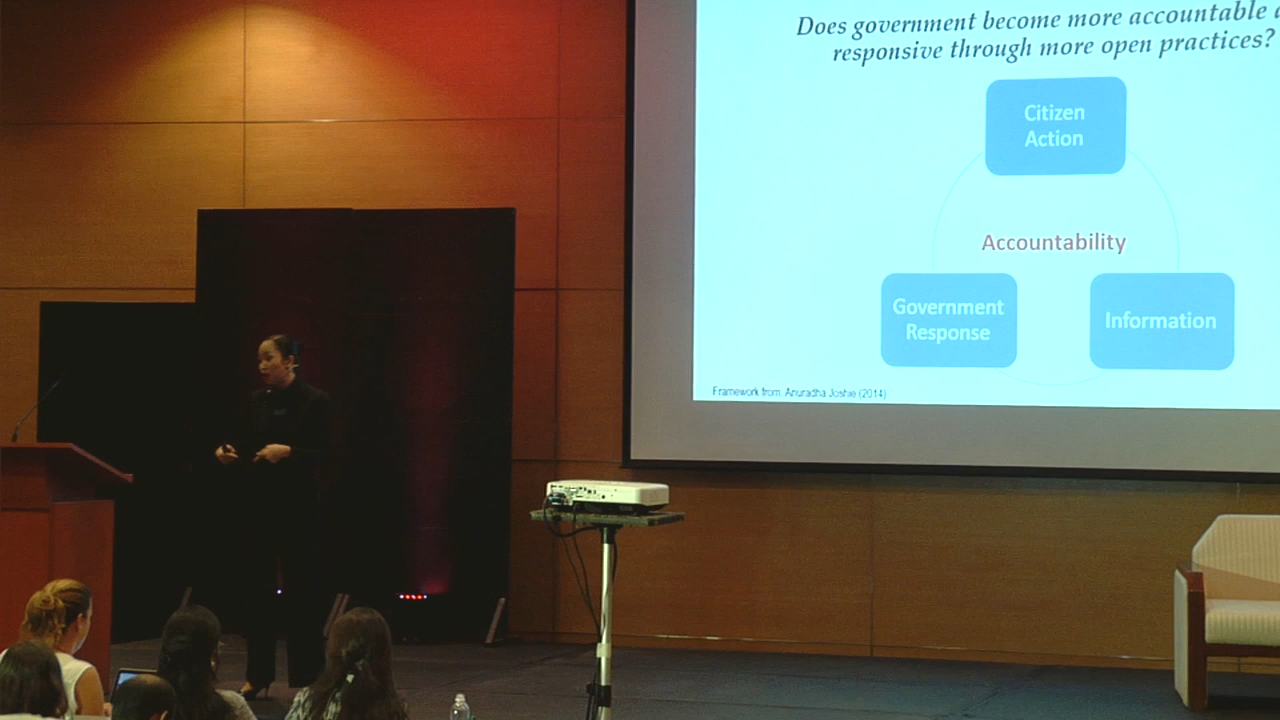 Does government become more accountable
responsive through more open practices?
Citizen
Action
Accountability
Government
Response
Information
Framework from: Anuradha Joshie (2014)